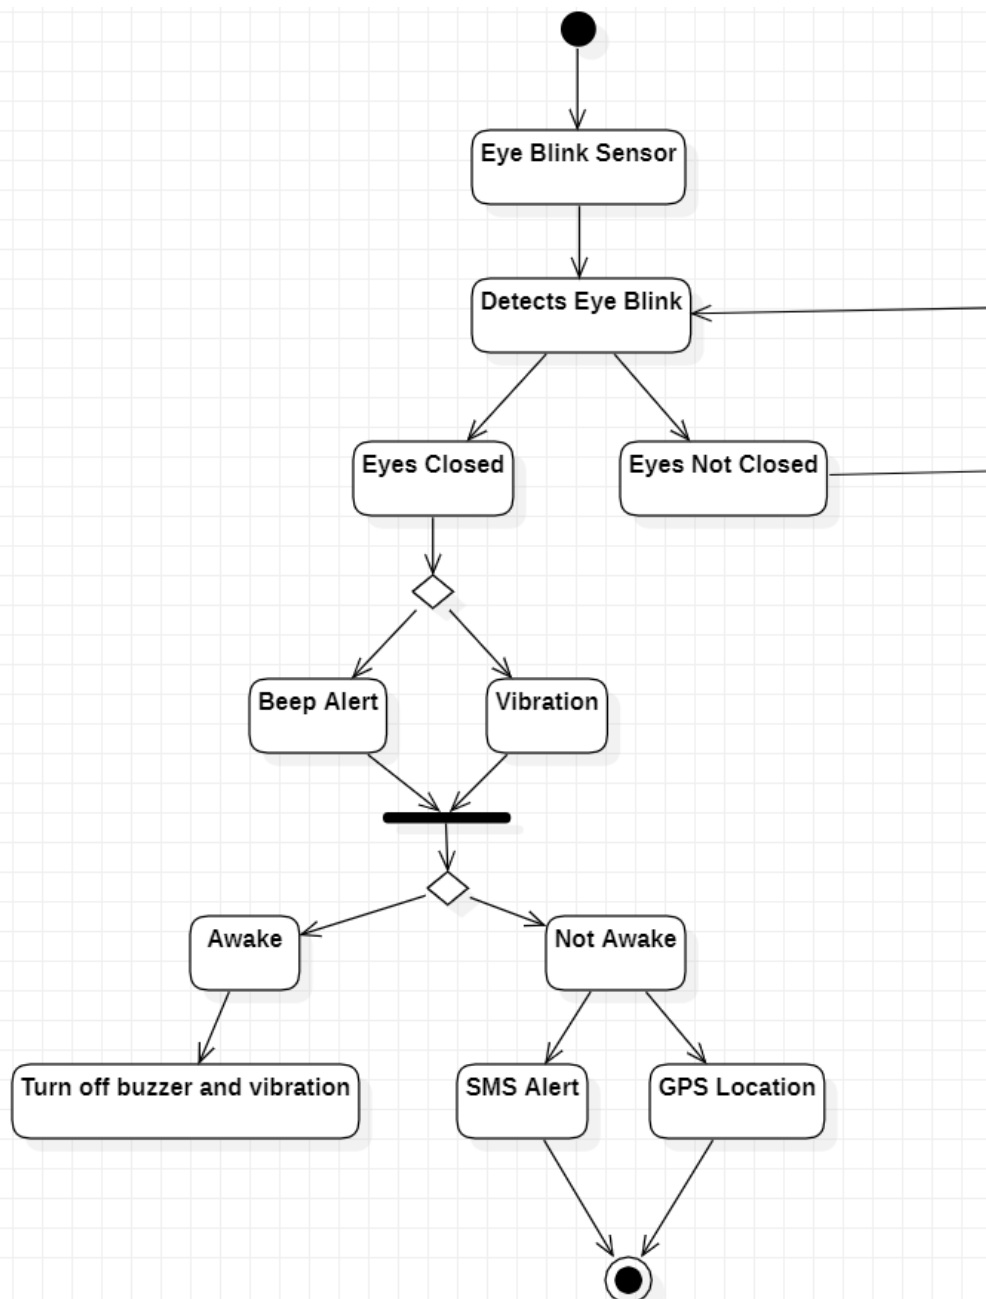 Eye Blink Sensor
Detects Eye Blink
Eyes Closed
Eyes Not Closed
Beep Alert
Vibration
Awake
Not Awake
Turn off buzzer and vibration
SMS Alert
GPS Location